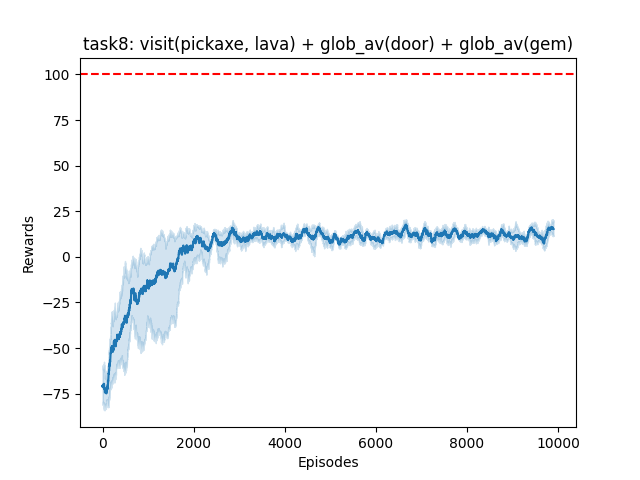 task8: visit(pickaxe, lava) + glob_av(door) + glob_av(gem)
100
75
50
25
0
−25
−50
−75
Rewards
0 2000 4000 6000 8000 10000
Episodes